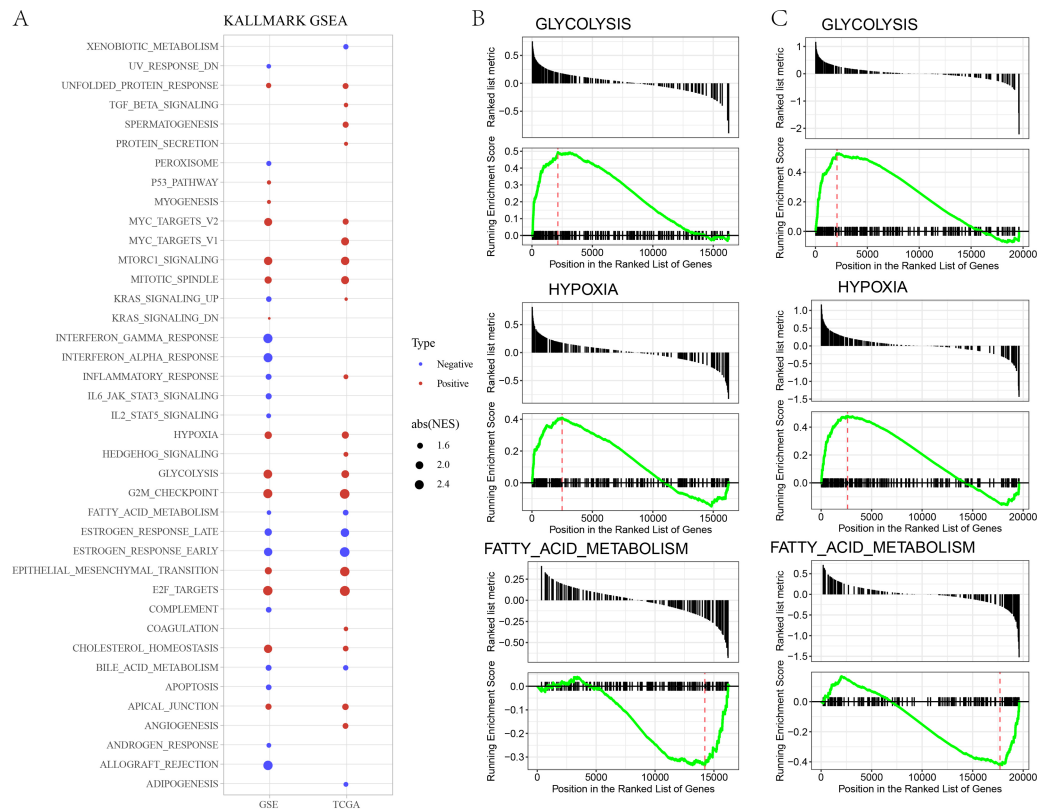 A
KALLMARK GSEA
XENOBIOTIC_METABOLISM
UV_RESPONSE_DN
UNFOLDED_PROTEIN_RESPONSE
TGF_BETA_SIGNALING
SPERMATOGENESIS
PROTEIN_SECRETION
PEROXISOME
P53_PATHWAY
MYOGENESIS
MYC_TARGETS_V2
MYC_TARGETS_V1
MTORC1_SIGNALING
MITOTIC_SPINDLE
KRAS_SIGNALING_UP
KRAS_SIGNALING_DN
INTERFERON_GAMMA_RESPONSE
INTERFERON_ALPHA_RESPONSE
INFLAMMATORY_RESPONSE
IL6_JAK_STAT3_SIGNALING
IL2_STAT5_SIGNALING
HYPOXIA
HEDGEHOG_SIGNALING
GLYCOLYSIS
G2M_CHECKPOINT
FATTY_ACID_METABOLISM
ESTROGEN_RESPONSE_LATE
ESTROGEN_RESPONSE_EARLY
EPITHELIAL_MESENCHYMAL_TRANSITION
E2F_TARGETS
COMPLEMENT
COAGULATION
CHOLESTEROL_HOMEOSTASIS
BILE_ACID_METABOLISM
APOPTOSIS
APICAL_JUNCTION
ANGIOGENESIS
ANDROGEN_RESPONSE
ALLOGRAFT_REJECTION
ADIPOGENESIS
GSE TCGA
Type
Negative
Positive
abs(NES)
1.6
2.0
2.4
B
GLYCOLYSIS
Ranked list metric
0.5
0.0
−0.5
Running Enrichment Score
0.5
0.4
0.3
0.2
0.1
0.0
0 5000 10000 15000
Position in the Ranked List of Genes
HYPOXIA
Ranked list metric
0.5
0.0
−0.5
Running Enrichment Score
0.4
0.2
0.0
0 5000 10000 15000
Position in the Ranked List of Genes
FATTY_ACID_METABOLISM
Ranked list metric
0.25
0.00
−0.25
−0.50
Running Enrichment Score
0.0
−0.1
−0.2
−0.3
0 5000 10000 15000
Position in the Ranked List of Genes
C
GLYCOLYSIS
Ranked list metric
1
0
−1
−2
Running Enrichment Score
0.4
0.2
0.0
0 5000 10000 15000 20000
Position in the Ranked List of Genes
HYPOXIA
Ranked list metric
1.0
0.5
0.0
−0.5
−1.0
−1.5
Running Enrichment Score
0.4
0.2
0.0
0 5000 10000 15000 20000
Position in the Ranked List of Genes
FATTY_ACID_METABOLISM
Ranked list metric
0.5
0.0
−0.5
−1.0
−1.5
Running Enrichment Score
0.0
−0.2
−0.4
0 5000 10000 15000 20000
Position in the Ranked List of Genes